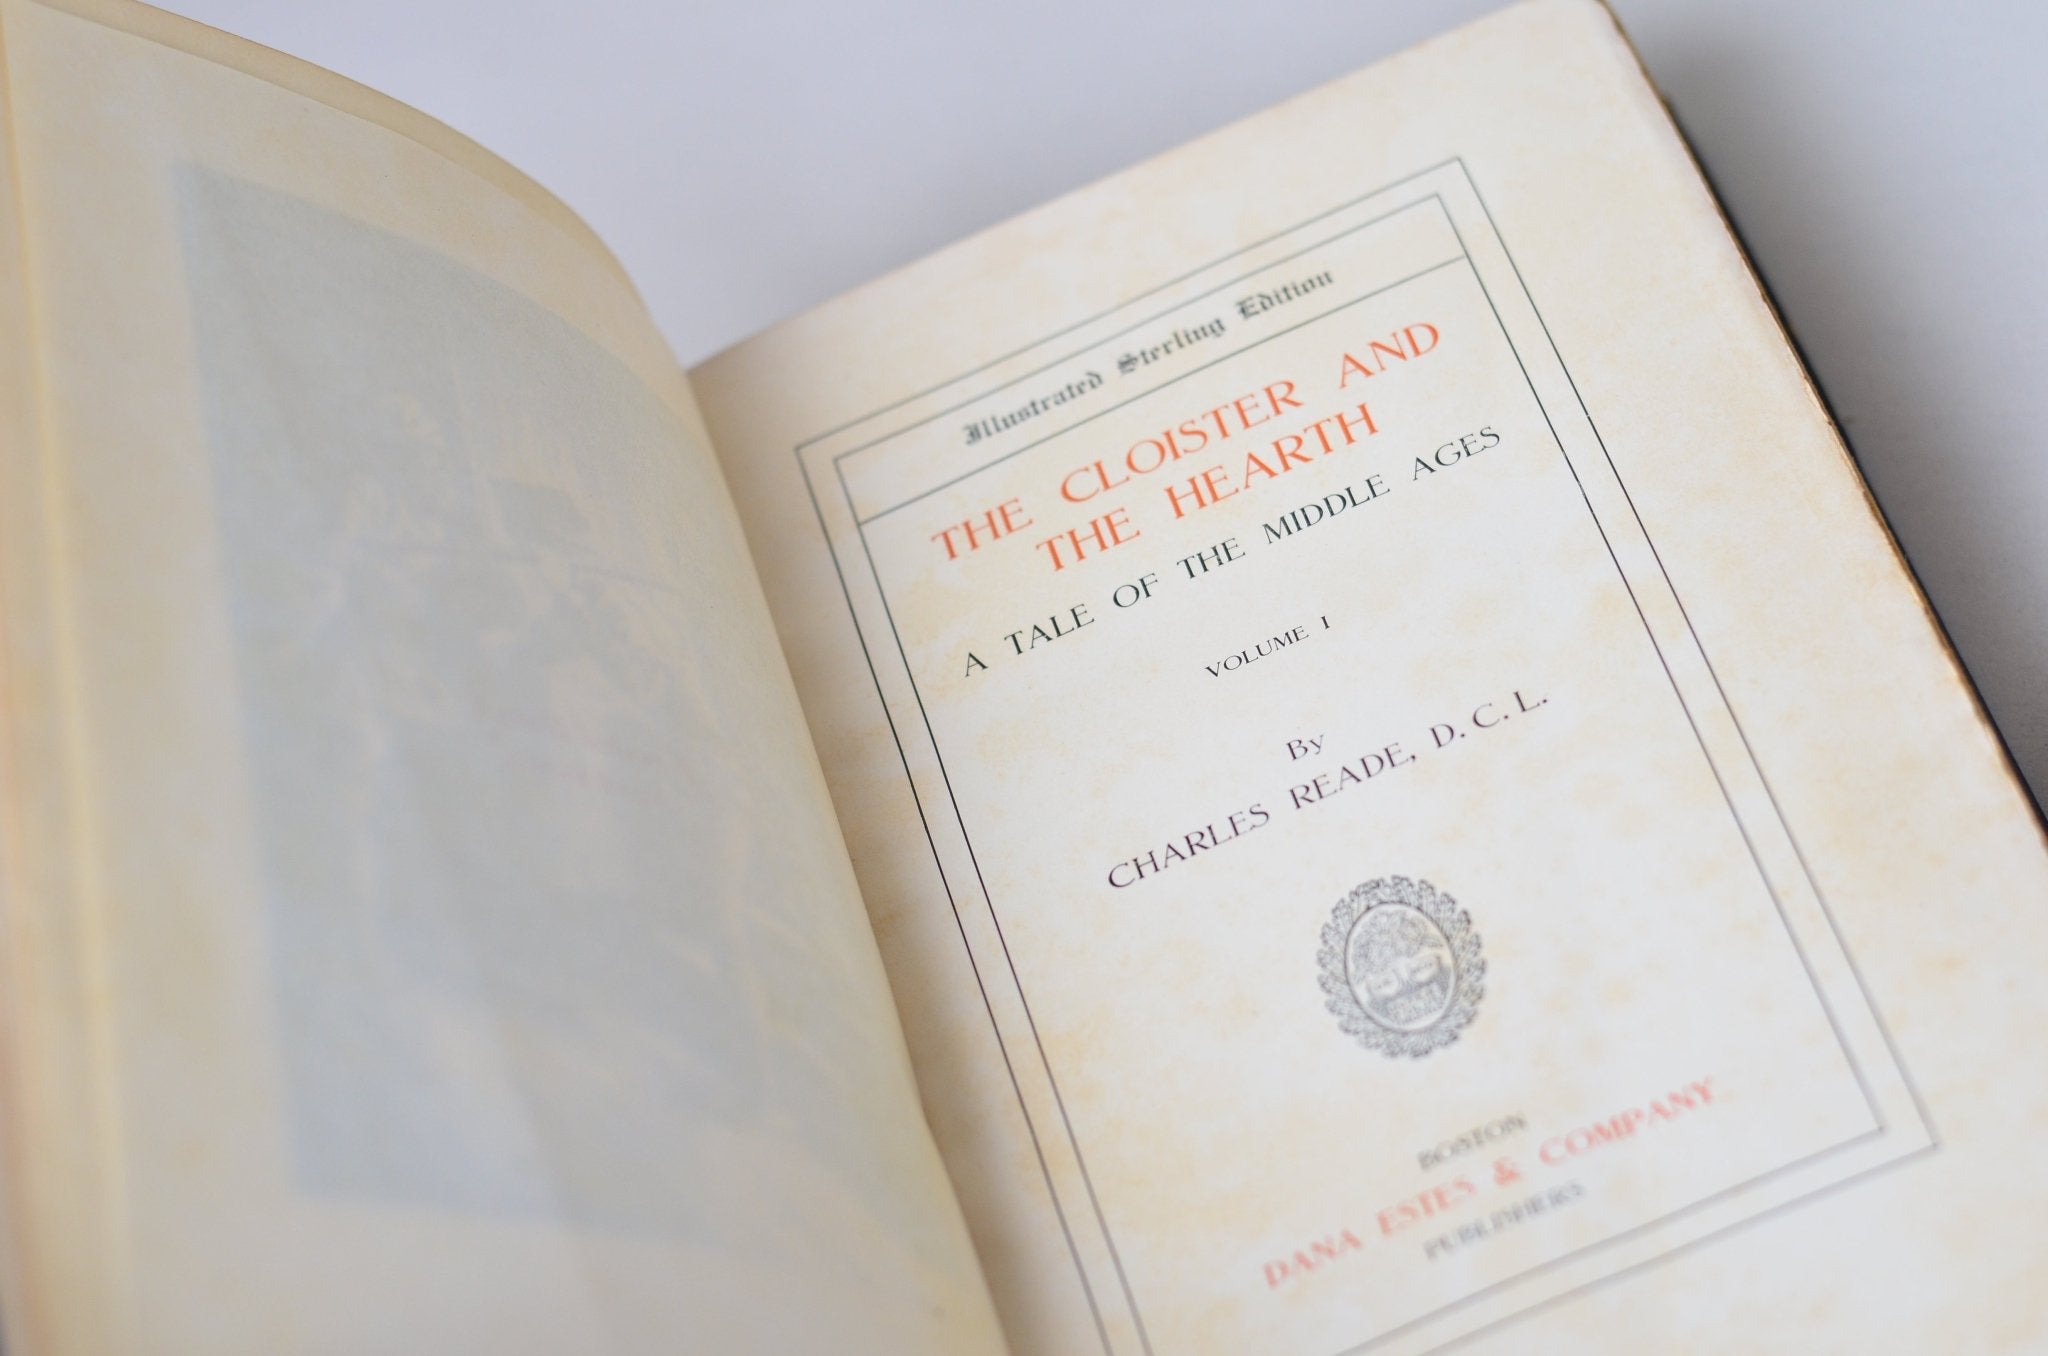 Illustrated Sterling Edition
THE CLOISTER AND
THE HEARTH
A TALE OF THE MIDDLE AGES
VOLUME I
By
CHARLES READE, D.C.L.
BOSTON
DANA ESTES & COMPANY
PUBLISHERS